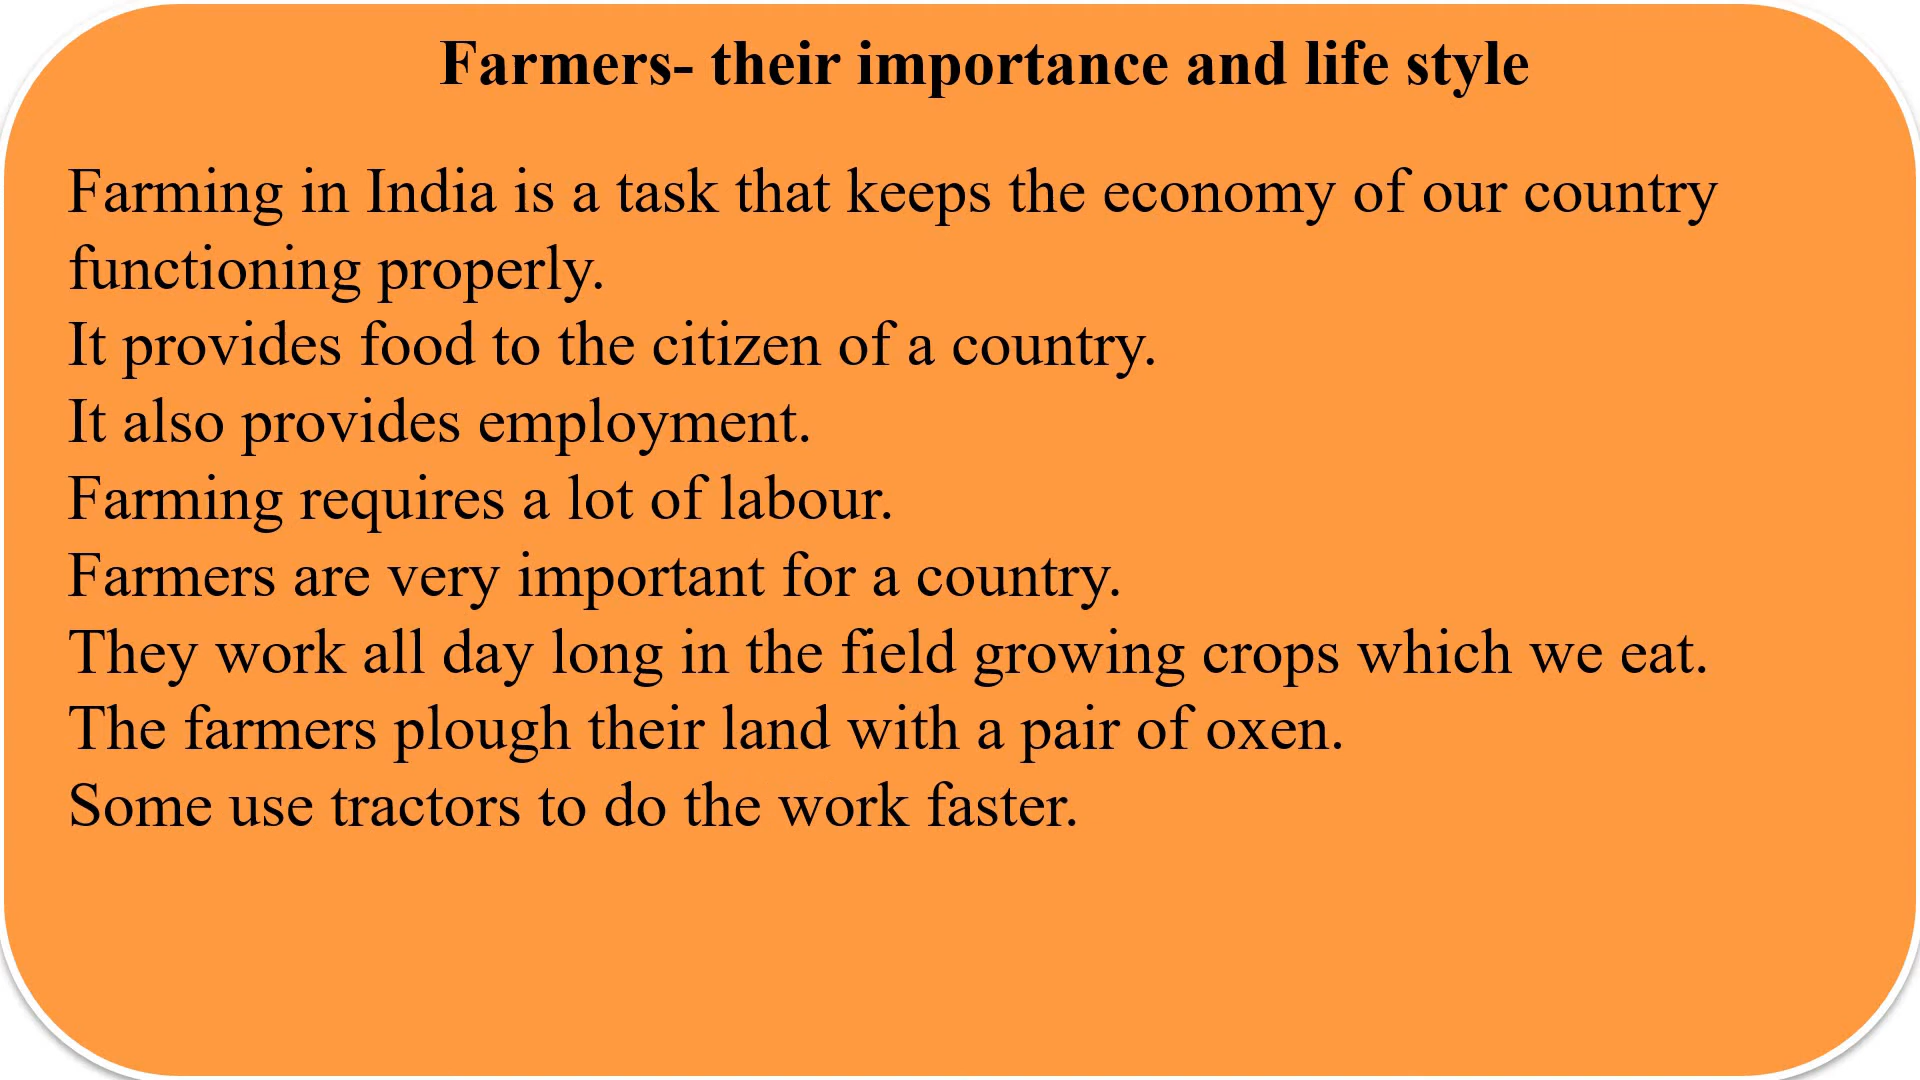 Farmers- their importance and life style
Farming in India is a task that keeps the economy of our country
functioning properly.
It provides food to the citizen of a country.
It also provides employment.
Farming requires a lot of labour.
Farmers are very important for a country.
They work all day long in the field growing crops which we eat.
The farmers plough their land with a pair of oxen.
Some use tractors to do the work faster.